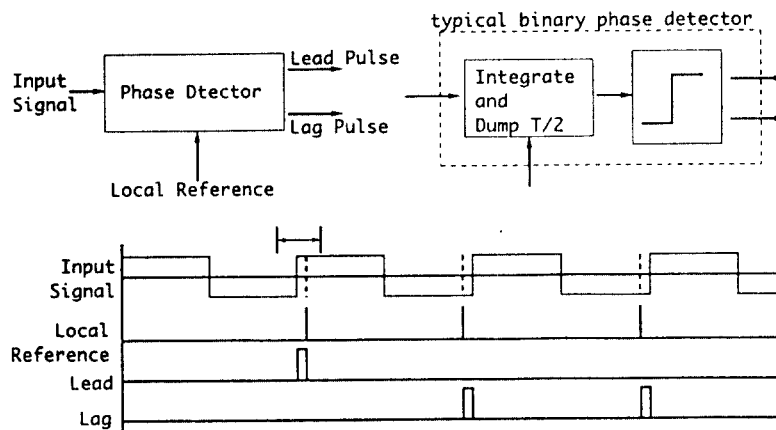 typical binary phase detector
Lead Pulse
Input
Signal
Phase Dtector
Lag Pulse
Integrate
and
Dump T/2
Local Reference
Input
Signal
Local
Reference
Lead
Lag